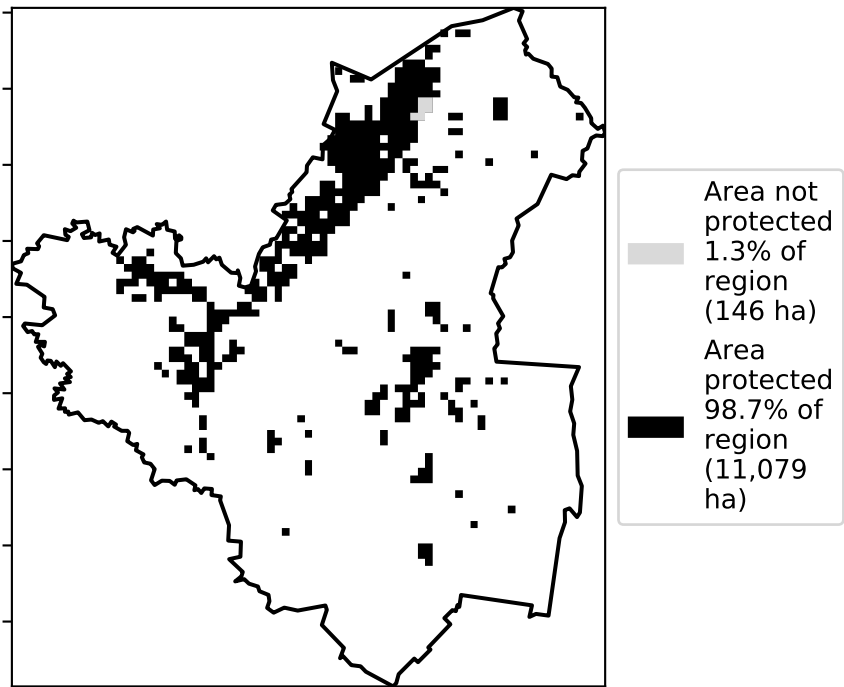 Area not
protected
1.3% of
region
(146 ha)
Area
protected
98.7% of
region
(11,079
ha)